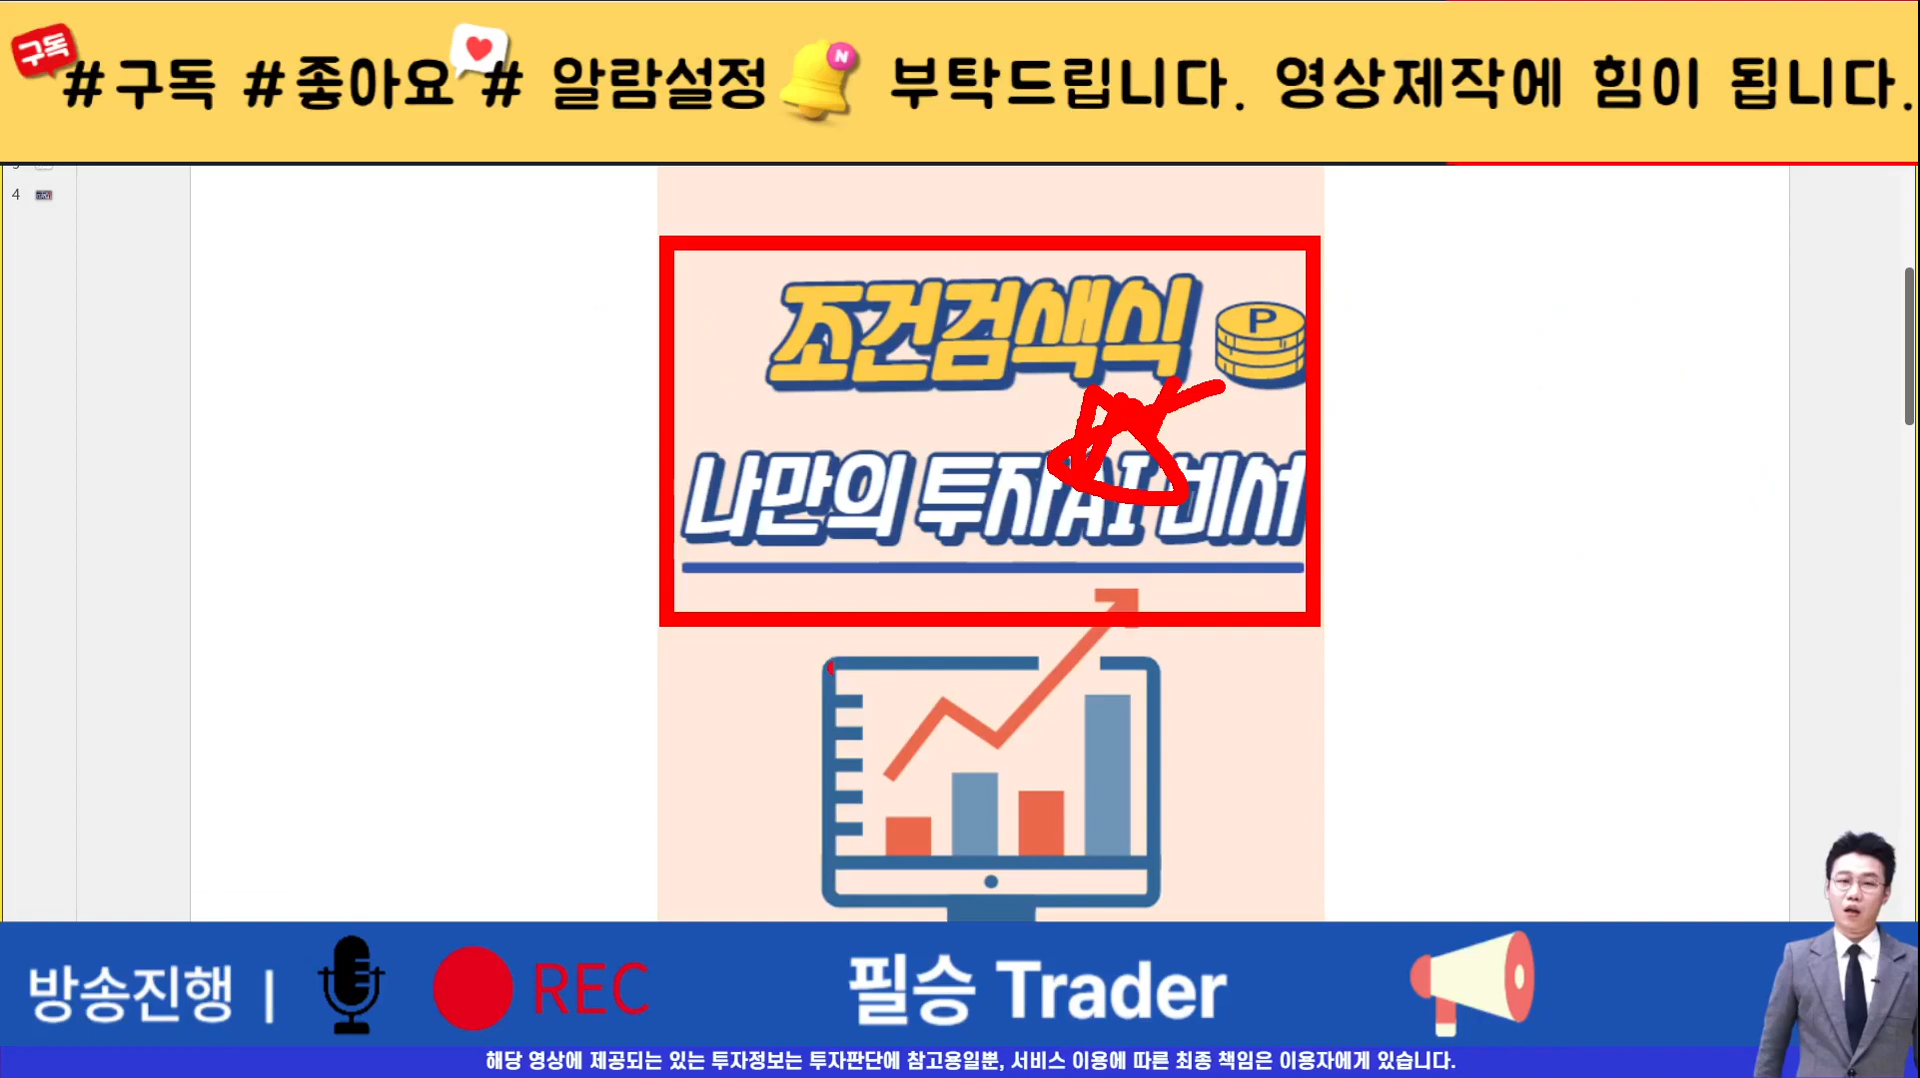 구독
#구독 #좋아요 # 알람설정 N 부탁드립니다. 영상제작에 힘이 됩니다.
4
조건검색식
P
나만의 투자AI 비서
방송진행 | REC 필승 Trader
해당 영상에 제공되는 있는 투자정보는 투자판단에 참고용일뿐, 서비스 이용에 따른 최종 책임은 이용자에게 있습니다.